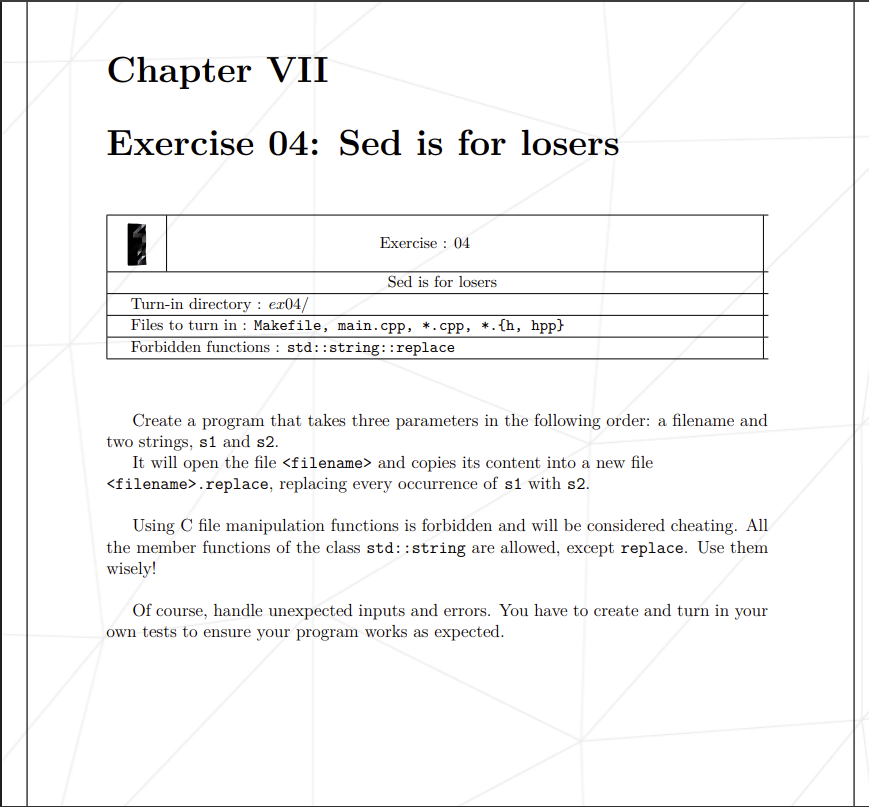 Chapter VII
Exercise 04: Sed is for losers
Exercise : 04
Sed is for losers
Turn-in directory : ex04/
Files to turn in : Makefile, main.cpp, *.cpp, *.{h, hpp}
Forbidden functions : std::string::replace
Create a program that takes three parameters in the following order: a filename and
two strings, s1 and s2.
It will open the file <filename> and copies its content into a new file
<filename>.replace, replacing every occurrence of s1 with s2.
Using C file manipulation functions is forbidden and will be considered cheating. All
the member functions of the class std::string are allowed, except replace. Use them
wisely!
Of course, handle unexpected inputs and errors. You have to create and turn in your
own tests to ensure your program works as expected.